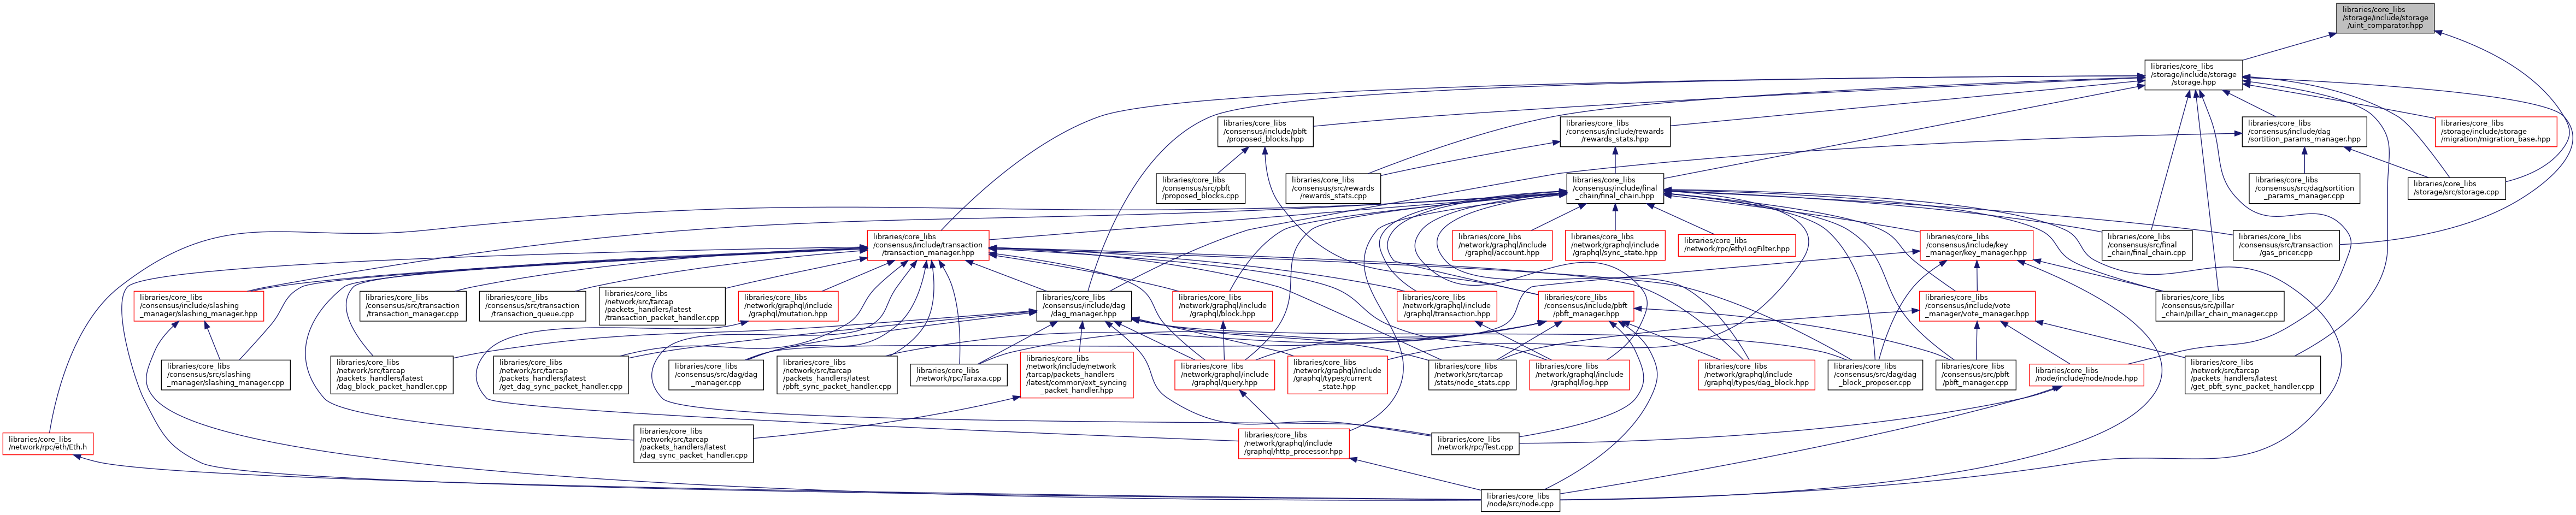 libraries/core_libs
/storage/include/storage
/uint_comparator.hpp
libraries/core_libs
/storage/include/storage
/storage.hpp
libraries/core_libs
/consensus/include/pbft
/proposed_blocks.hpp
libraries/core_libs
/consensus/include/rewards
/rewards_stats.hpp
libraries/core_libs
/consensus/include/dag
/sortition_params_manager.hpp
libraries/core_libs
/storage/include/storage
/migration/migration_base.hpp
libraries/core_libs
/consensus/src/pbft
/proposed_blocks.cpp
libraries/core_libs
/consensus/src/rewards
/rewards_stats.cpp
libraries/core_libs
/consensus/include/final
_chain/final_chain.hpp
libraries/core_libs
/consensus/src/dag/sortition
_params_manager.cpp
libraries/core_libs
/storage/src/storage.cpp
libraries/core_libs
/consensus/include/transaction
/transaction_manager.hpp
libraries/core_libs
/network/graphql/include
/graphql/account.hpp
libraries/core_libs
/network/graphql/include
/graphql/sync_state.hpp
libraries/core_libs
/network/rpc/eth/LogFilter.hpp
libraries/core_libs
/consensus/include/key
_manager/key_manager.hpp
libraries/core_libs
/consensus/src/final
_chain/final_chain.cpp
libraries/core_libs
/consensus/src/transaction
/gas_pricer.cpp
libraries/core_libs
/consensus/include/slashing
_manager/slashing_manager.hpp
libraries/core_libs
/consensus/src/transaction
/transaction_manager.cpp
libraries/core_libs
/consensus/src/transaction
/transaction_queue.cpp
libraries/core_libs
/network/src/tarcap
/packets_handlers/latest
/transaction_packet_handler.cpp
libraries/core_libs
/network/graphql/include
/graphql/mutation.hpp
libraries/core_libs
/consensus/include/dag
/dag_manager.hpp
libraries/core_libs
/network/graphql/include
/graphql/block.hpp
libraries/core_libs
/network/graphql/include
/graphql/transaction.hpp
libraries/core_libs
/consensus/include/pbft
/pbft_manager.hpp
libraries/core_libs
/consensus/include/vote
_manager/vote_manager.hpp
libraries/core_libs
/consensus/src/pillar
_chain/pillar_chain_manager.cpp
libraries/core_libs
/consensus/src/slashing
_manager/slashing_manager.cpp
libraries/core_libs
/network/src/tarcap
/packets_handlers/latest
/dag_block_packet_handler.cpp
libraries/core_libs
/network/src/tarcap
/packets_handlers/latest
/get_dag_sync_packet_handler.cpp
libraries/core_libs
/consensus/src/dag/dag
_manager.cpp
libraries/core_libs
/network/src/tarcap
/packets_handlers/latest
/pbft_sync_packet_handler.cpp
libraries/core_libs
/network/rpc/Taraxa.cpp
libraries/core_libs
/network/include/network
/tarcap/packets_handlers
/latest/common/ext_syncing
_packet_handler.hpp
libraries/core_libs
/network/graphql/include
/graphql/query.hpp
libraries/core_libs
/network/graphql/include
/graphql/types/current
_state.hpp
libraries/core_libs
/network/src/tarcap
/stats/node_stats.cpp
libraries/core_libs
/network/graphql/include
/graphql/log.hpp
libraries/core_libs
/network/graphql/include
/graphql/types/dag_block.hpp
libraries/core_libs
/consensus/src/dag/dag
_block_proposer.cpp
libraries/core_libs
/consensus/src/pbft
/pbft_manager.cpp
libraries/core_libs
/node/include/node/node.hpp
libraries/core_libs
/network/src/tarcap
/packets_handlers/latest
/get_pbft_sync_packet_handler.cpp
libraries/core_libs
/network/rpc/eth/Eth.h
libraries/core_libs
/network/src/tarcap
/packets_handlers/latest
/dag_sync_packet_handler.cpp
libraries/core_libs
/network/graphql/include
/graphql/http_processor.hpp
libraries/core_libs
/network/rpc/Test.cpp
libraries/core_libs
/node/src/node.cpp